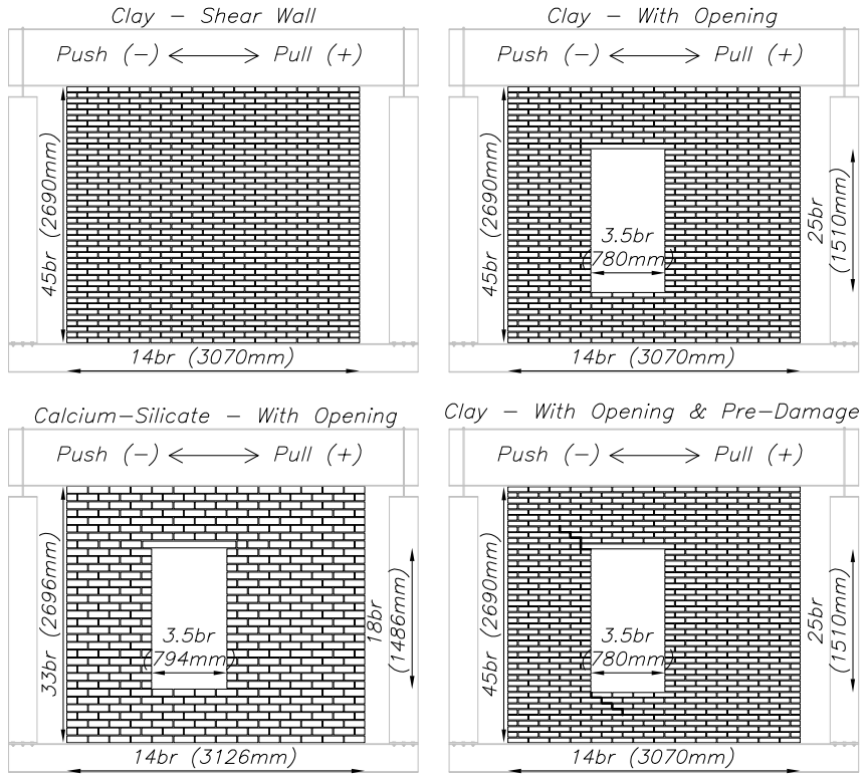 Clay - Shear Wall
Push (-) Pull (+)
45br (2690mm)
14br (3070mm)
Clay - With Opening
Push (-) Pull (+)
45br (2690mm)
3.5br
(780mm)
25br
(1510mm)
14br (3070mm)
Calcium-Silicate - With Opening
Push (-) Pull (+)
33br (2696mm)
3.5br
(794mm)
18br
(1486mm)
14br (3126mm)
Clay - With Opening & Pre-Damage
Push (-) Pull (+)
45br (2690mm)
3.5br
(780mm)
25br
(1510mm)
14br (3070mm)